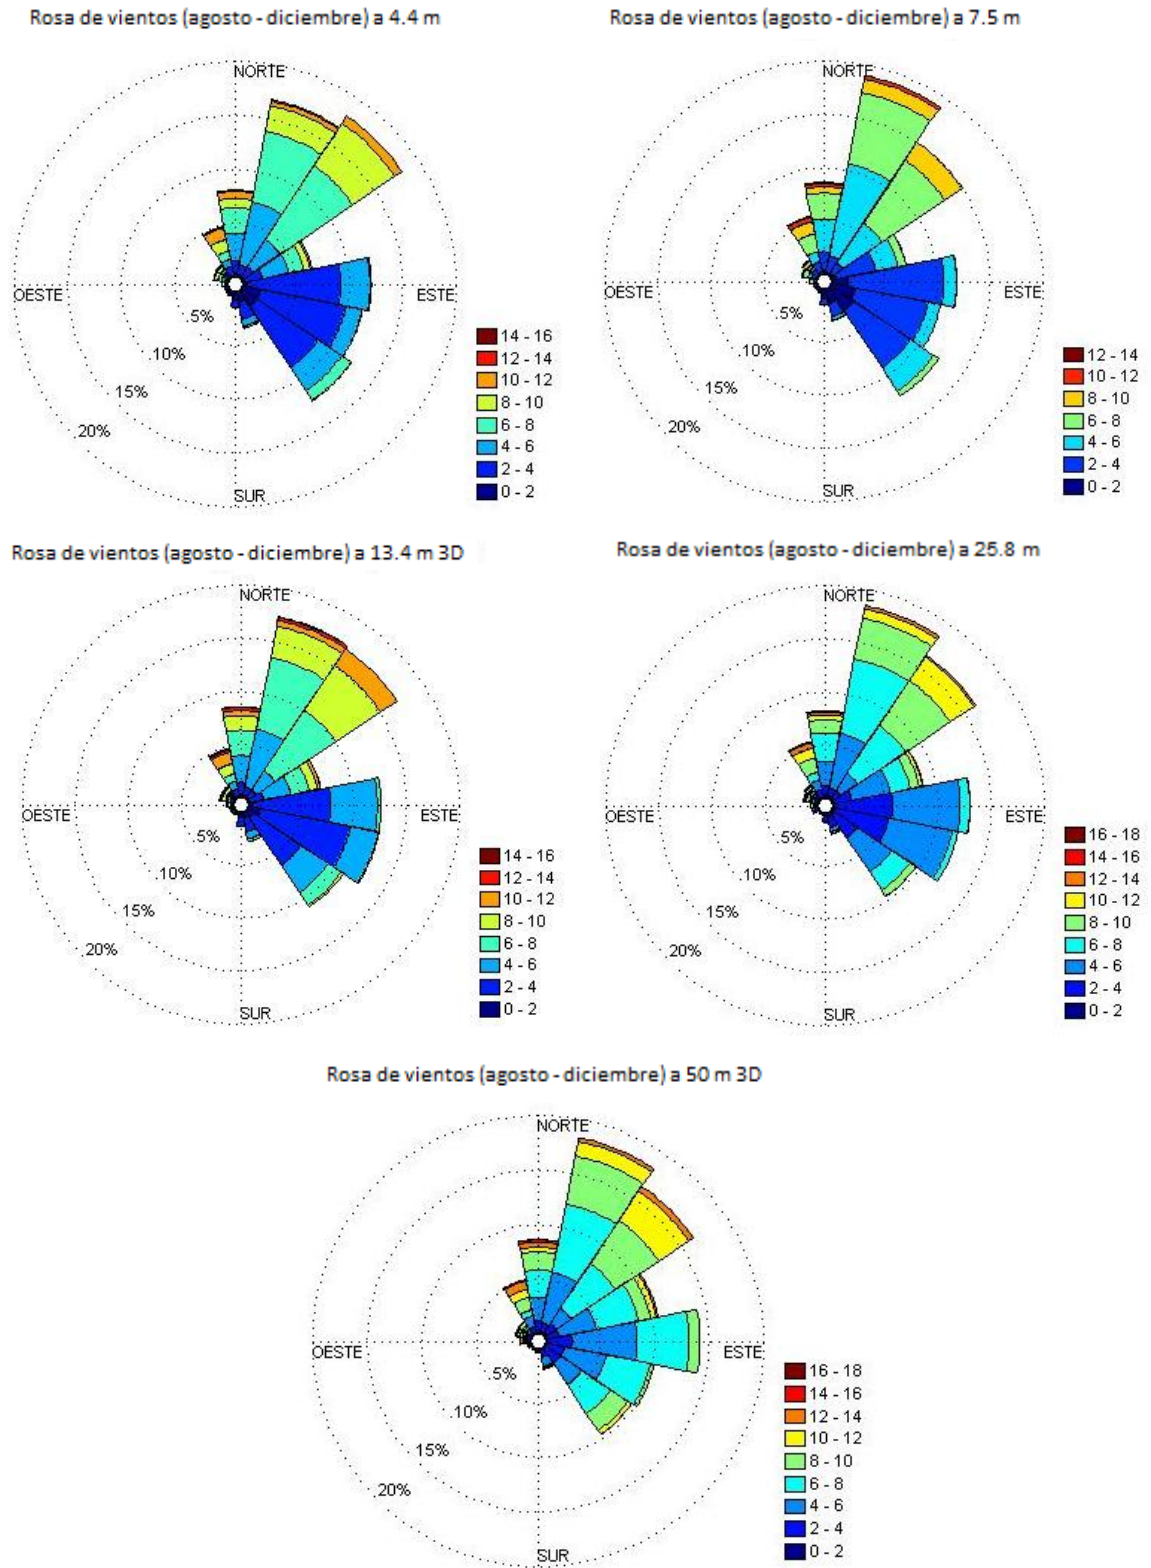 Rosa de vientos (agosto - diciembre) a 4.4 m
NORTE
OESTE
ESTE
5%
10%
15%
20%
SUR
14 - 16
12 - 14
10 - 12
8 - 10
6 - 8
4 - 6
2 - 4
0 - 2
Rosa de vientos (agosto - diciembre) a 7.5 m
NORTE
OESTE
ESTE
5%
10%
15%
20%
SUR
12 - 14
10 - 12
8 - 10
6 - 8
4 - 6
2 - 4
0 - 2
Rosa de vientos (agosto - diciembre) a 13.4 m 3D
NORTE
OESTE
ESTE
5%
10%
15%
20%
SUR
14 - 16
12 - 14
10 - 12
8 - 10
6 - 8
4 - 6
2 - 4
0 - 2
Rosa de vientos (agosto - diciembre) a 25.8 m
NORTE
OESTE
ESTE
5%
10%
15%
20%
SUR
16 - 18
14 - 16
12 - 14
10 - 12
8 - 10
6 - 8
4 - 6
2 - 4
0 - 2
Rosa de vientos (agosto - diciembre) a 50 m 3D
NORTE
OESTE
ESTE
5%
10%
15%
20%
SUR
16 - 18
14 - 16
12 - 14
10 - 12
8 - 10
6 - 8
4 - 6
2 - 4
0 - 2